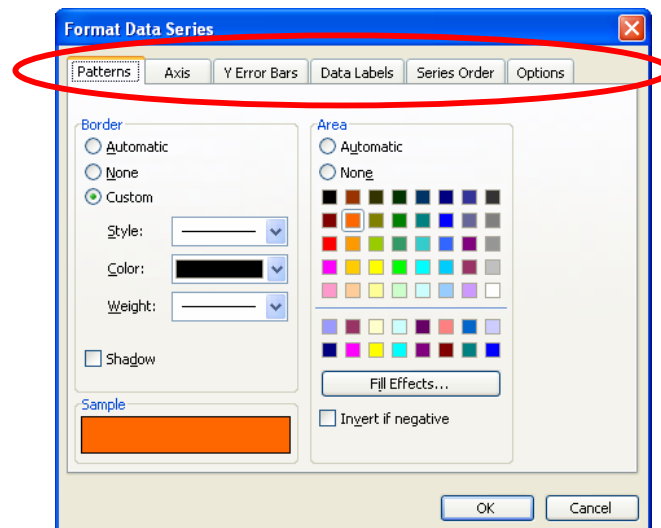 Format Data Series
Patterns Axis Y Error Bars Data Labels Series Order Options
Border
Automatic
None
Custom
Style:
Color:
Weight:
Shadow
Sample
Area
Automatic
None
Fill Effects...
Invert if negative
OK Cancel